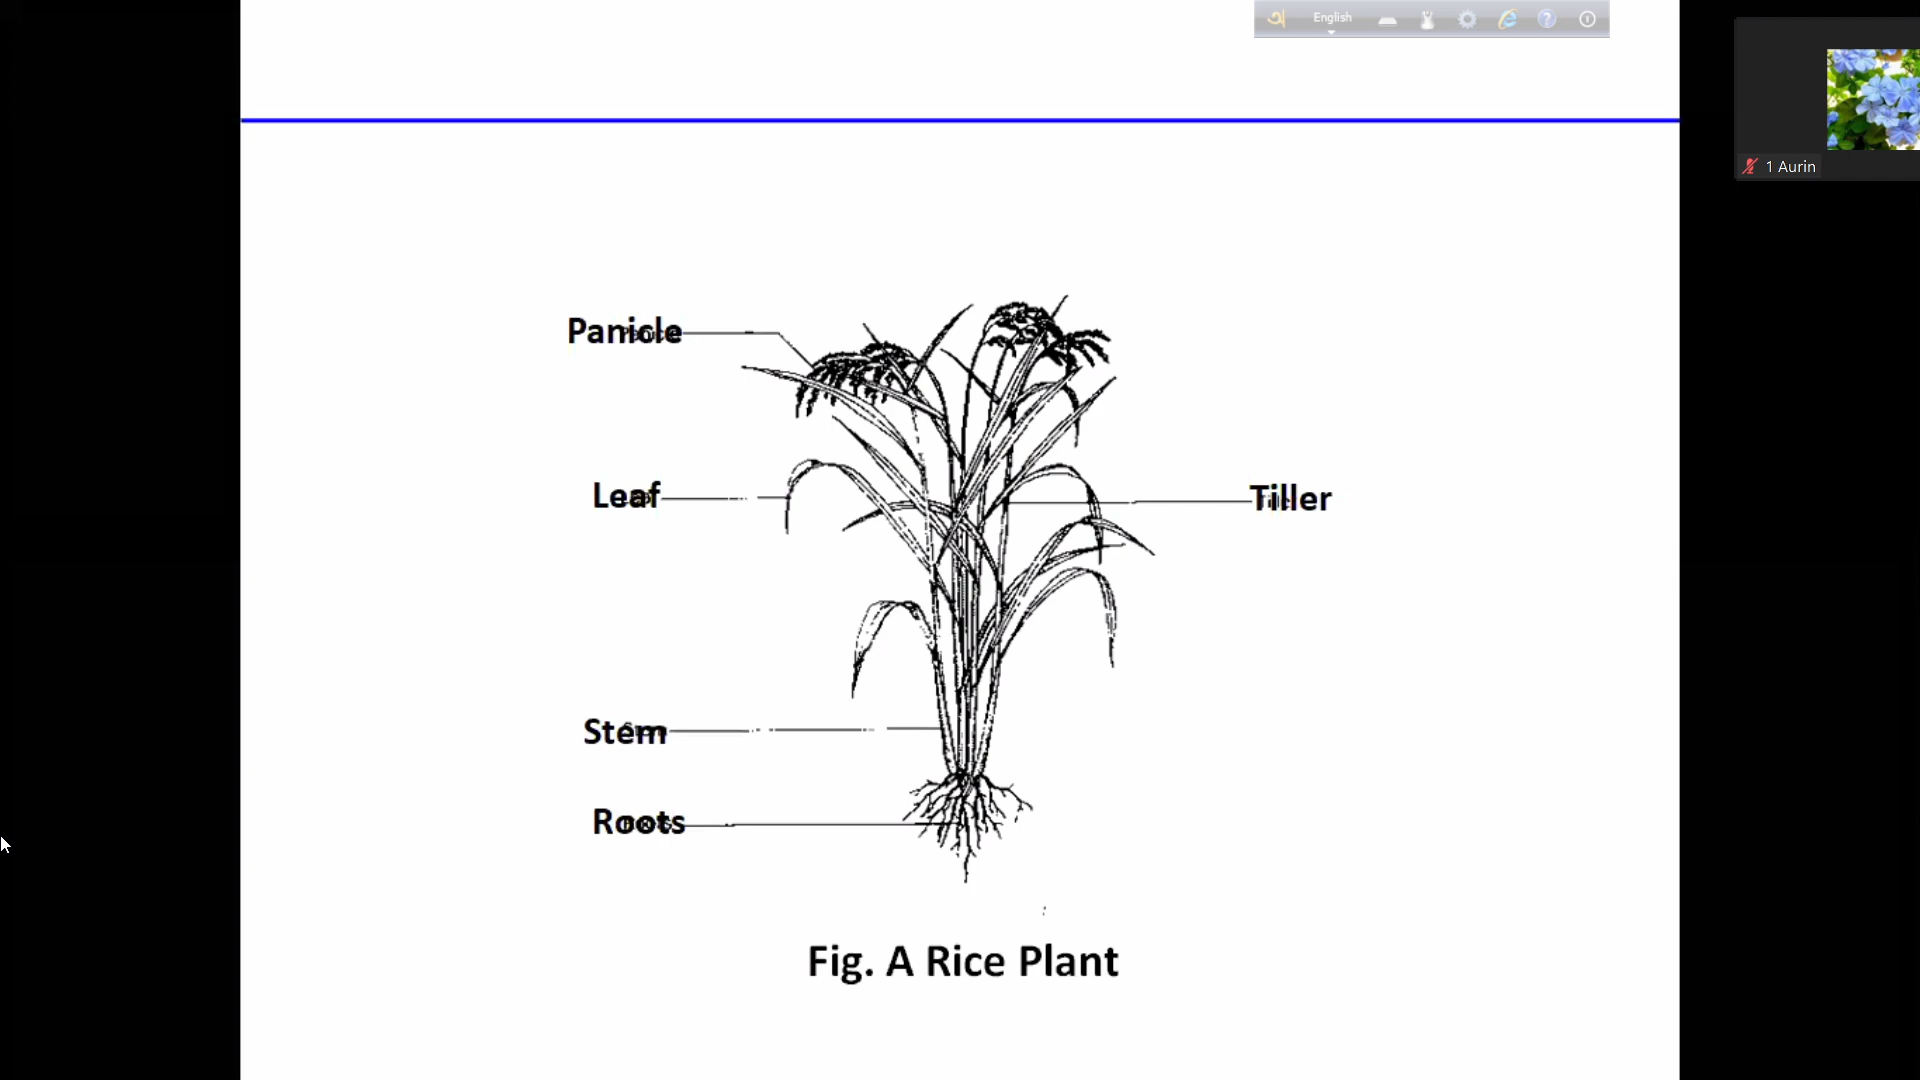 English
1 Aurin
Panicle
Leaf
Tiller
Stem
Roots
Fig. A Rice Plant